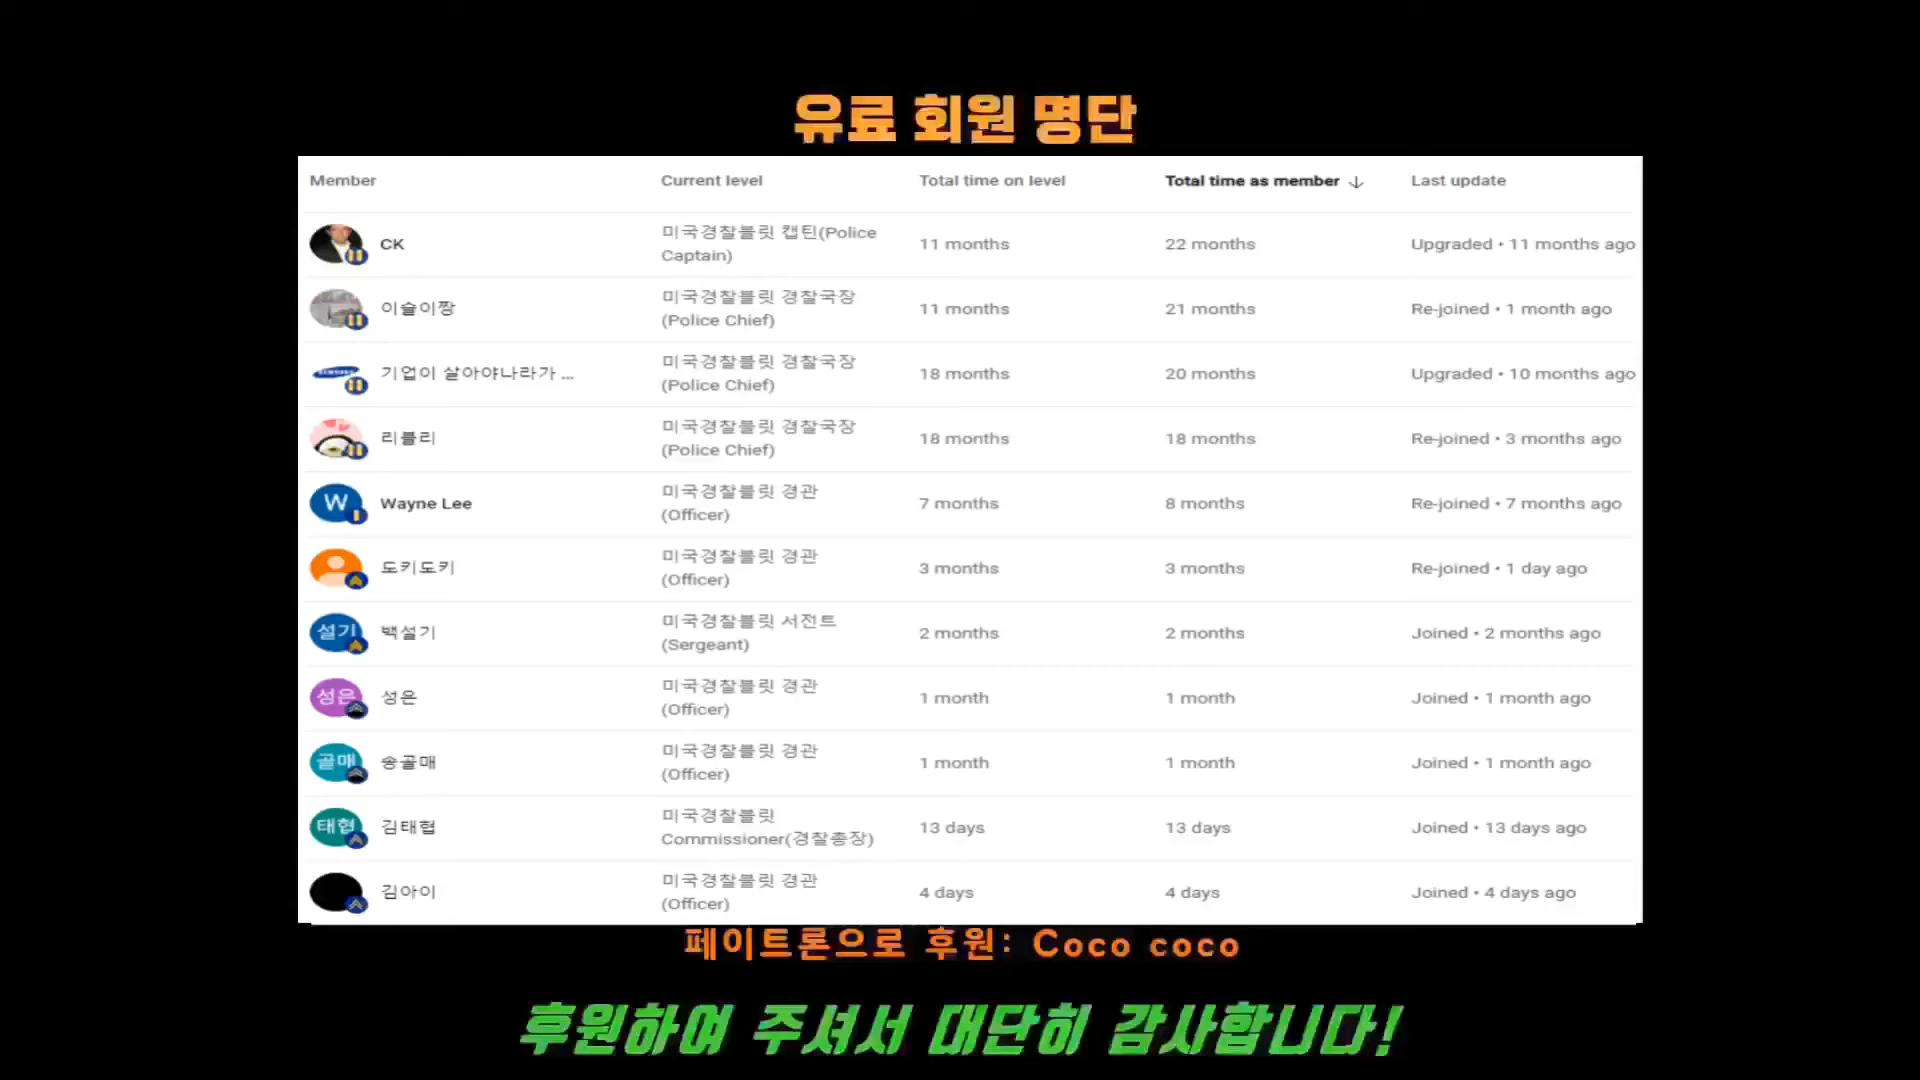 유료 회원 명단
Member Current level Total time on level Total time as member ↓ Last update
CK 미국경찰블릿 캡틴(Police Captain) 11 months 22 months Upgraded • 11 months ago
이슬이짱 미국경찰블릿 경찰국장 (Police Chief) 11 months 21 months Re-joined • 1 month ago
SAMSUNG 기업이 살아야나라가 ... 미국경찰블릿 경찰국장 (Police Chief) 18 months 20 months Upgraded • 10 months ago
리블리 미국경찰블릿 경찰국장 (Police Chief) 18 months 18 months Re-joined • 3 months ago
W Wayne Lee 미국경찰블릿 경관 (Officer) 7 months 8 months Re-joined • 7 months ago
도키도키 미국경찰블릿 경관 (Officer) 3 months 3 months Re-joined • 1 day ago
설기 백설기 미국경찰블릿 서전트 (Sergeant) 2 months 2 months Joined • 2 months ago
성은 성은 미국경찰블릿 경관 (Officer) 1 month 1 month Joined • 1 month ago
골매 송골매 미국경찰블릿 경관 (Officer) 1 month 1 month Joined • 1 month ago
태협 김태협 미국경찰블릿 Commissioner(경찰총장) 13 days 13 days Joined • 13 days ago
김아이 미국경찰블릿 경관 (Officer) 4 days 4 days Joined • 4 days ago
페이트론으로 후원: Coco coco
후원하여 주셔서 대단히 감사합니다!